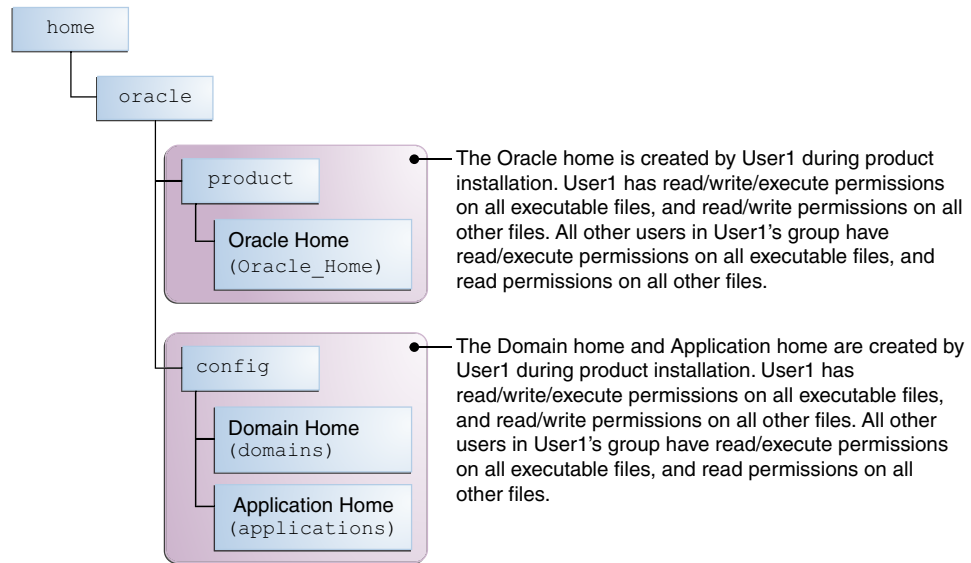 home
oracle
product
Oracle Home
(Oracle_Home)
The Oracle home is created by User1 during product
installation. User1 has read/write/execute permissions
on all executable files, and read/write permissions on all
other files. All other users in User1's group have
read/execute permissions on all executable files, and
read permissions on all other files.
config
Domain Home
(domains)
Application Home
(applications)
The Domain home and Application home are created by
User1 during product installation. User1 has
read/write/execute permissions on all executable files,
and read/write permissions on all other files. All other
users in User1's group have read/execute permissions
on all executable files, and read permissions on all
other files.